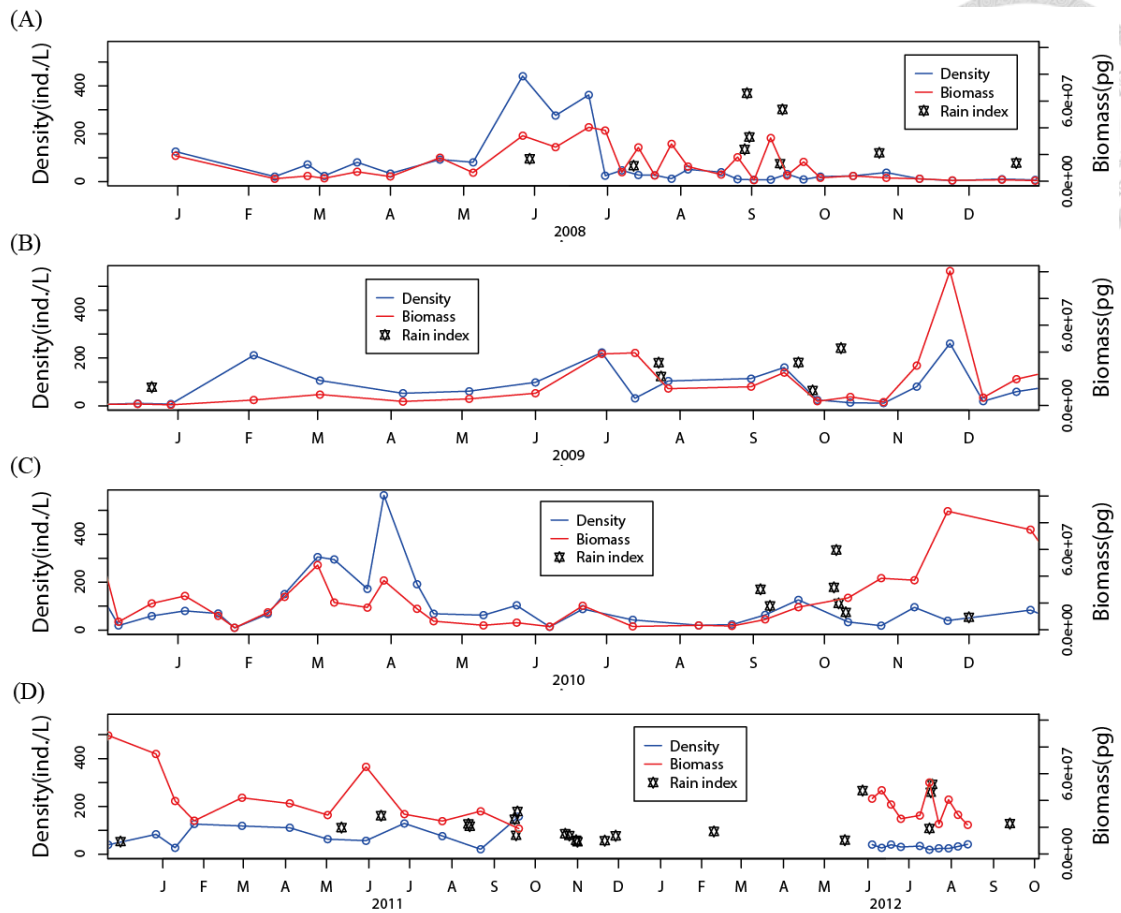 (A)
Density(ind./L)
400
200
0
Density
Biomass
Rain index
6.0e+07
0.0e+00
Biomass(pg)
J F M A M J J A S O N D
2008
(B)
Density(ind./L)
400
200
0
Density
Biomass
Rain index
6.0e+07
0.0e+00
Biomass(pg)
J F M A M J J A S O N D
2009
(C)
Density(ind./L)
400
200
0
Density
Biomass
Rain index
6.0e+07
0.0e+00
Biomass(pg)
J F M A M J J A S O N D
2010
(D)
Density(ind./L)
400
200
0
Density
Biomass
Rain index
6.0e+07
0.0e+00
Biomass(pg)
J F M A M J J A S O N D J F M A M J J A S O
2011 2012